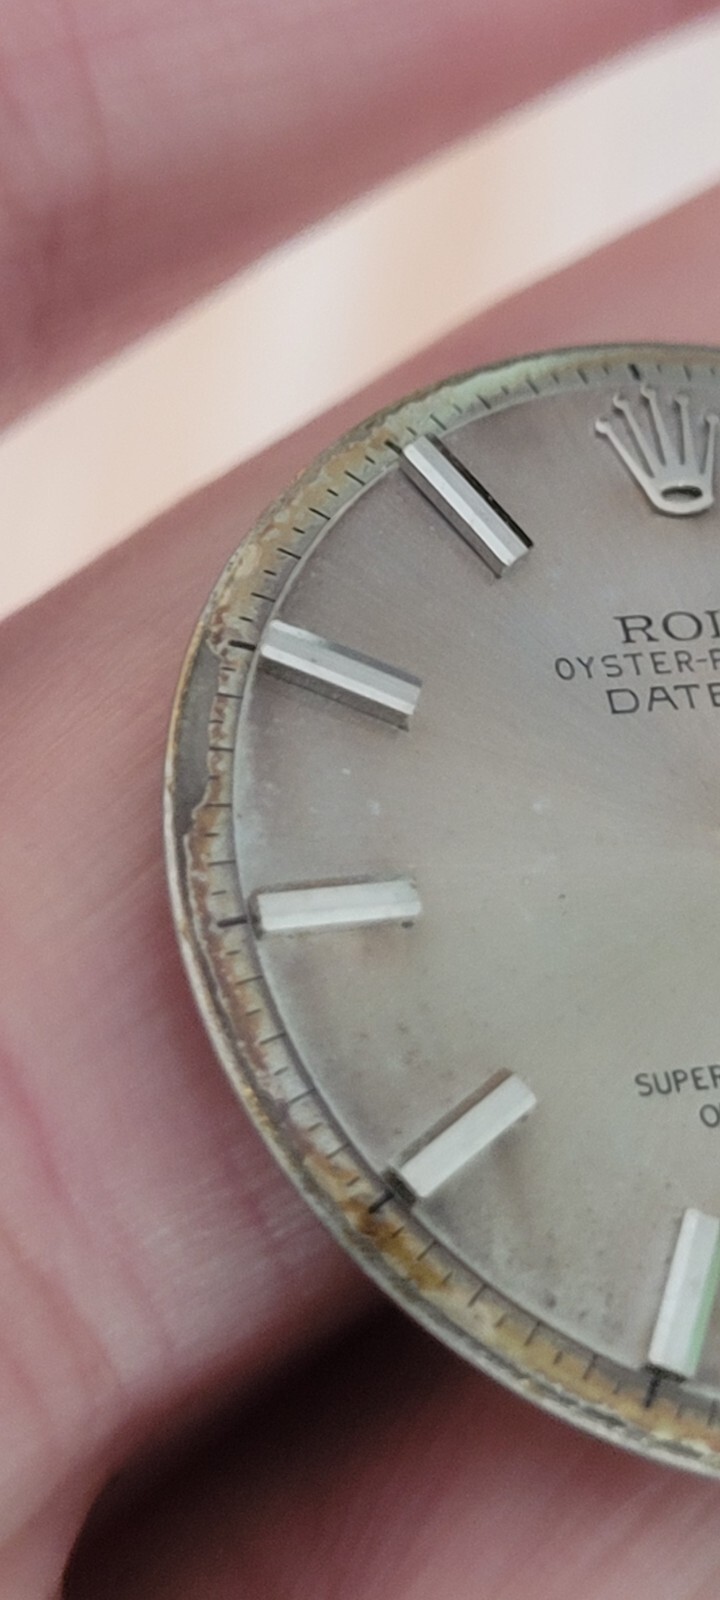 ROL
OYSTER-P
DATE
SUPER
O